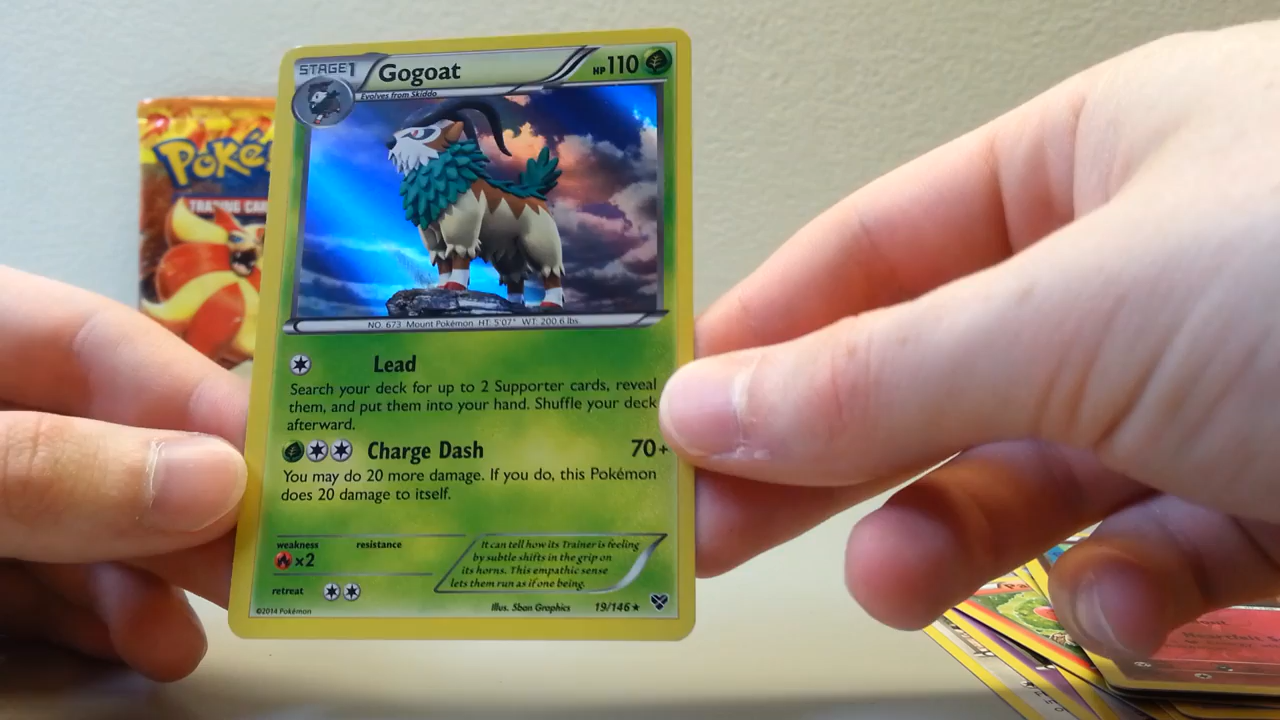 STAGE1 Gogoat HP110
Evolves from Skiddo
POKé
TRADING CAR
NO. 673 Mount Pokémon HT: 5'07" WT: 200.6 lbs.
Lead
Search your deck for up to 2 Supporter cards, reveal
them, and put them into your hand. Shuffle your deck
afterward.
Charge Dash 70+
You may do 20 more damage. If you do, this Pokémon
does 20 damage to itself.
weakness resistance
×2
retreat
It can tell how its Trainer is feeling
by subtle shifts in the grip on
its horns. This empathic sense
lets them run as if one being.
©2014 Pokémon Illus. 5ban Graphics 19/146★
Heartfelt S